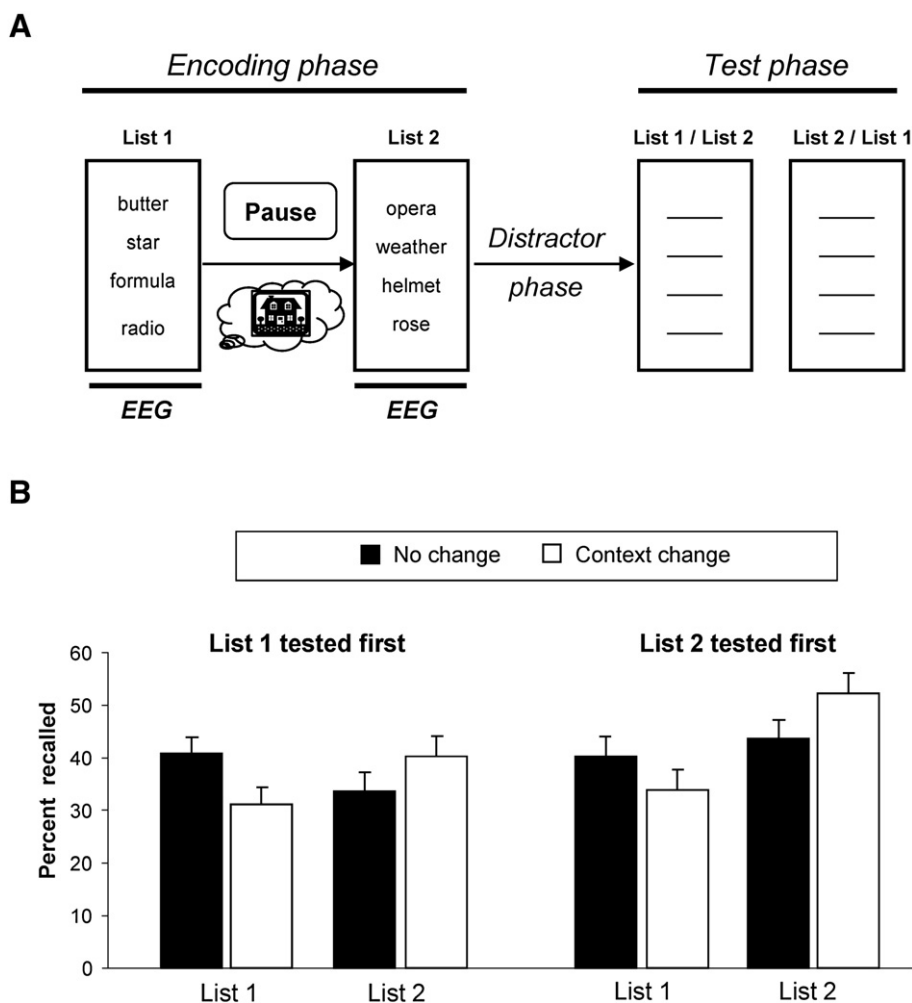 A
Encoding phase
Test phase
List 1
List 2
List 1 / List 2
List 2 / List 1
butter
star
formula
radio
Pause
opera
weather
helmet
rose
Distractor
phase
EEG
EEG
B
No change
Context change
List 1 tested first
List 2 tested first
Percent recalled
60
50
40
30
20
10
0
List 1
List 2
List 1
List 2